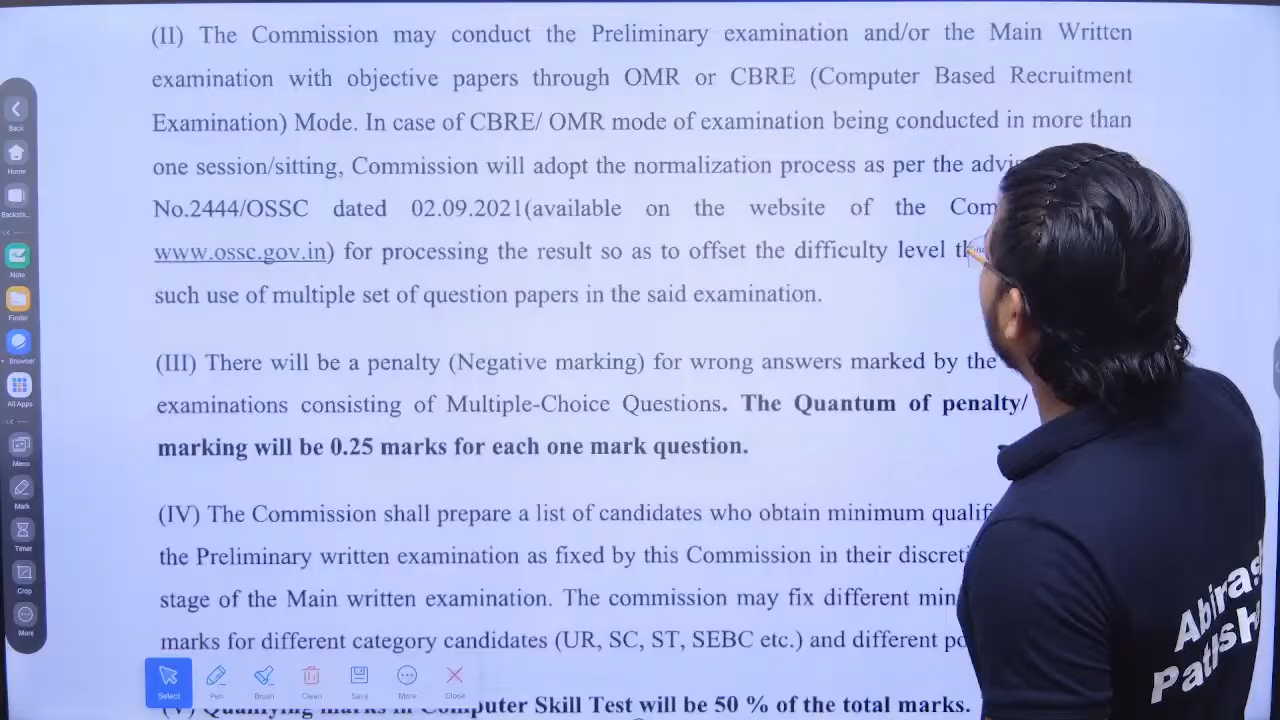 (II) The Commission may conduct the Preliminary examination and/or the Main Written
examination with objective papers through OMR or CBRE (Computer Based Recruitment
Examination) Mode. In case of CBRE/ OMR mode of examination being conducted in more than
one session/sitting, Commission will adopt the normalization process as per the
No.2444/OSSC dated 02.09.2021(available on the website of the
www.ossc.gov.in) for processing the result so as to offset the difficulty level
such use of multiple set of question papers in the said examination.
(III) There will be a penalty (Negative marking) for wrong answers marked by the
examinations consisting of Multiple-Choice Questions. The Quantum of penalty/
marking will be 0.25 marks for each one mark question.
(IV) The Commission shall prepare a list of candidates who obtain minimum
the Preliminary written examination as fixed by this Commission in their
stage of the Main written examination. The commission may fix different
marks for different category candidates (UR, SC, ST, SEBC etc.) and different
(V) Qualifying marks in Computer Skill Test will be 50 % of the total marks.
Back
Home
Note
Finder
Browser
All Apps
Menu
Mark
Timer
Crop
More
Select
Pen
Brush
Clean
Save
More
Close